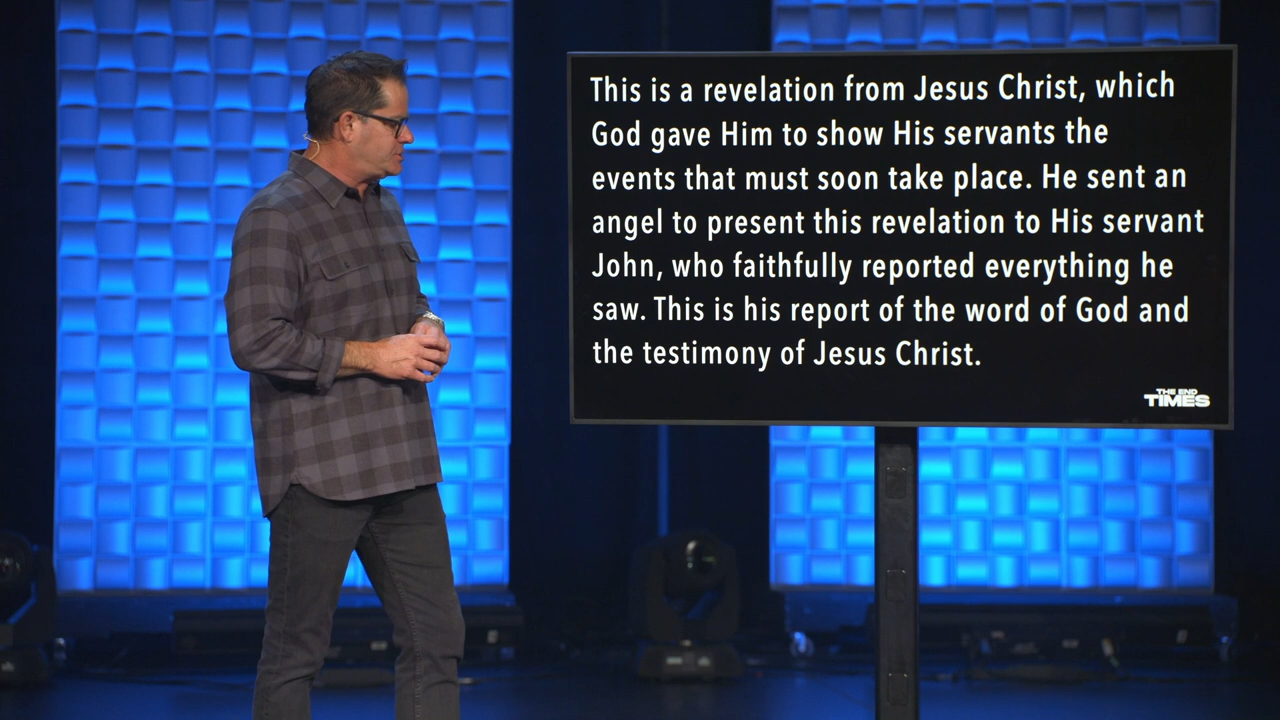 This is a revelation from Jesus Christ, which
God gave Him to show His servants the
events that must soon take place. He sent an
angel to present this revelation to His servant
John, who faithfully reported everything he
saw. This is his report of the word of God and
the testimony of Jesus Christ.
THE END
TIMES